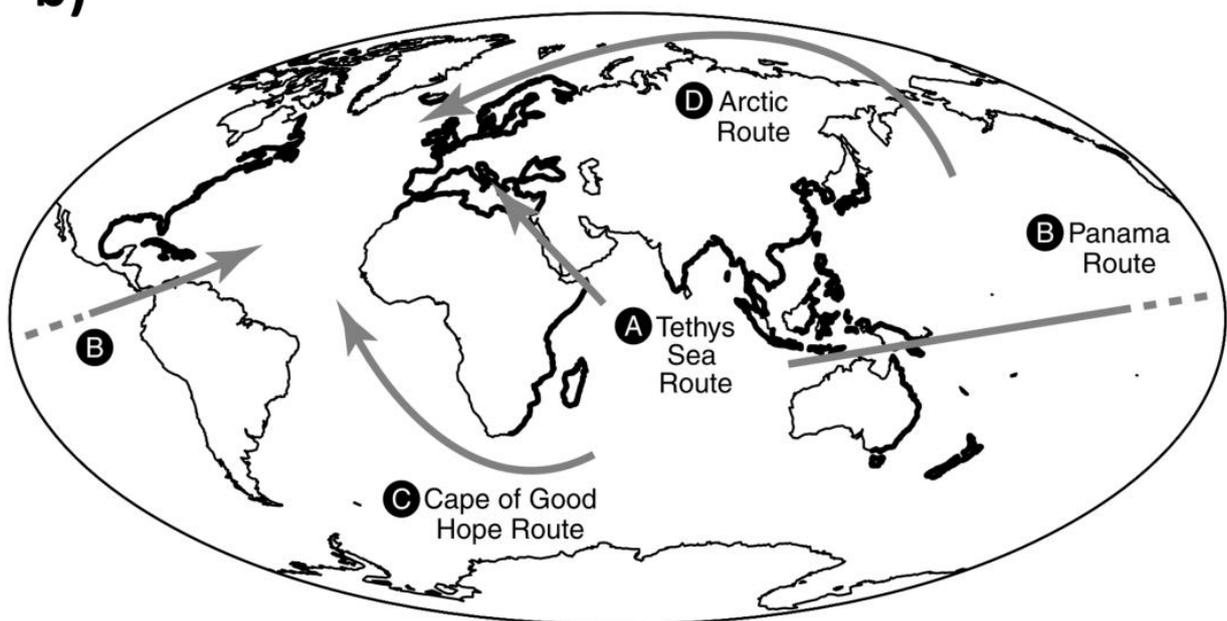 b)
D Arctic
Route
B Panama
Route
B
A Tethys
Sea
Route
C Cape of Good
Hope Route